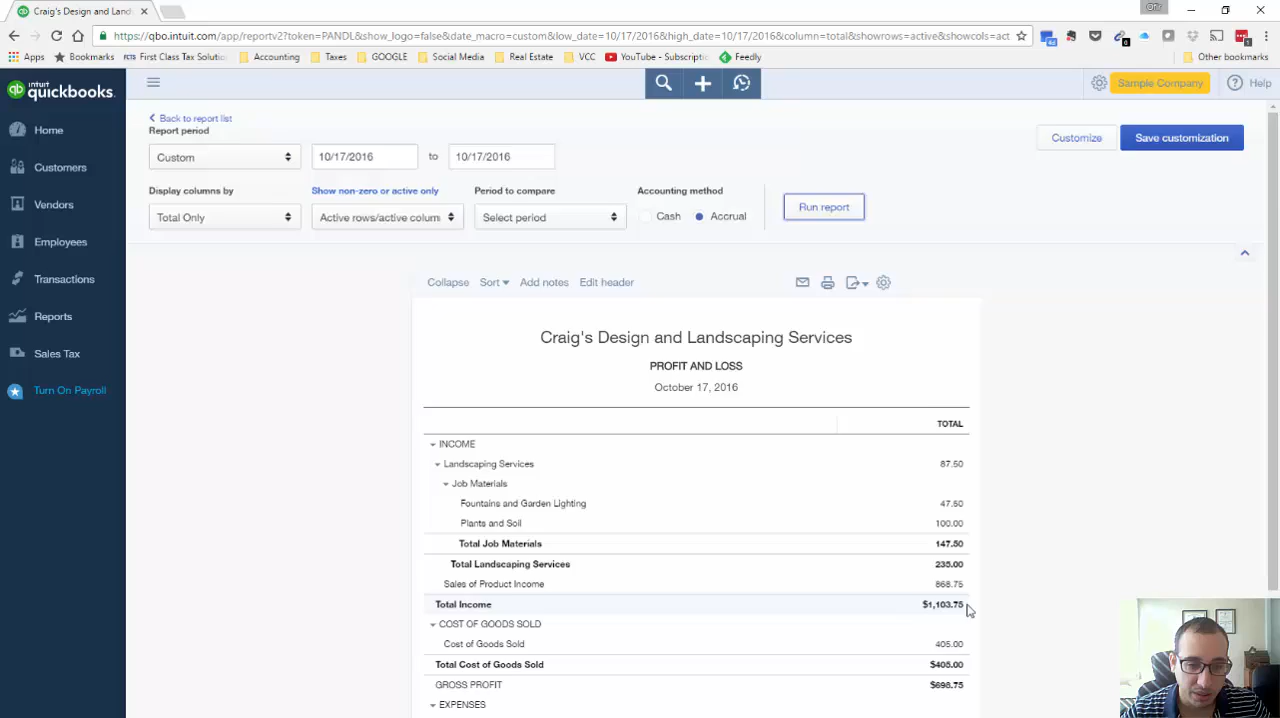 Craig's Design and Land
Offir
https://qbo.intuit.com/app/reportv2?token=PANDL&show_logo=false&date_macro=custom&low_date=10/17/2016&high_date=10/17/2016&column=total&showrows=active&showcols=act
Apps Bookmarks First Class Tax Solution Accounting Taxes GOOGLE Social Media Real Estate VCC YouTube - Subscriptio Feedly Other bookmarks
intuit quickbooks.
Sample Company Help
Home
Customers
Vendors
Employees
Transactions
Reports
Sales Tax
Turn On Payroll
Back to report list
Report period
Custom 10/17/2016 to 10/17/2016
Customize Save customization
Display columns by Show non-zero or active only Period to compare Accounting method
Total Only Active rows/active column Select period Cash Accrual Run report
Collapse Sort Add notes Edit header
Craig's Design and Landscaping Services
PROFIT AND LOSS
October 17, 2016
TOTAL
INCOME
Landscaping Services 87.50
Job Materials
Fountains and Garden Lighting 47.50
Plants and Soil 100.00
Total Job Materials 147.50
Total Landscaping Services 235.00
Sales of Product Income 868.75
Total Income $1,103.75
COST OF GOODS SOLD
Cost of Goods Sold 405.00
Total Cost of Goods Sold $405.00
GROSS PROFIT $698.75
EXPENSES